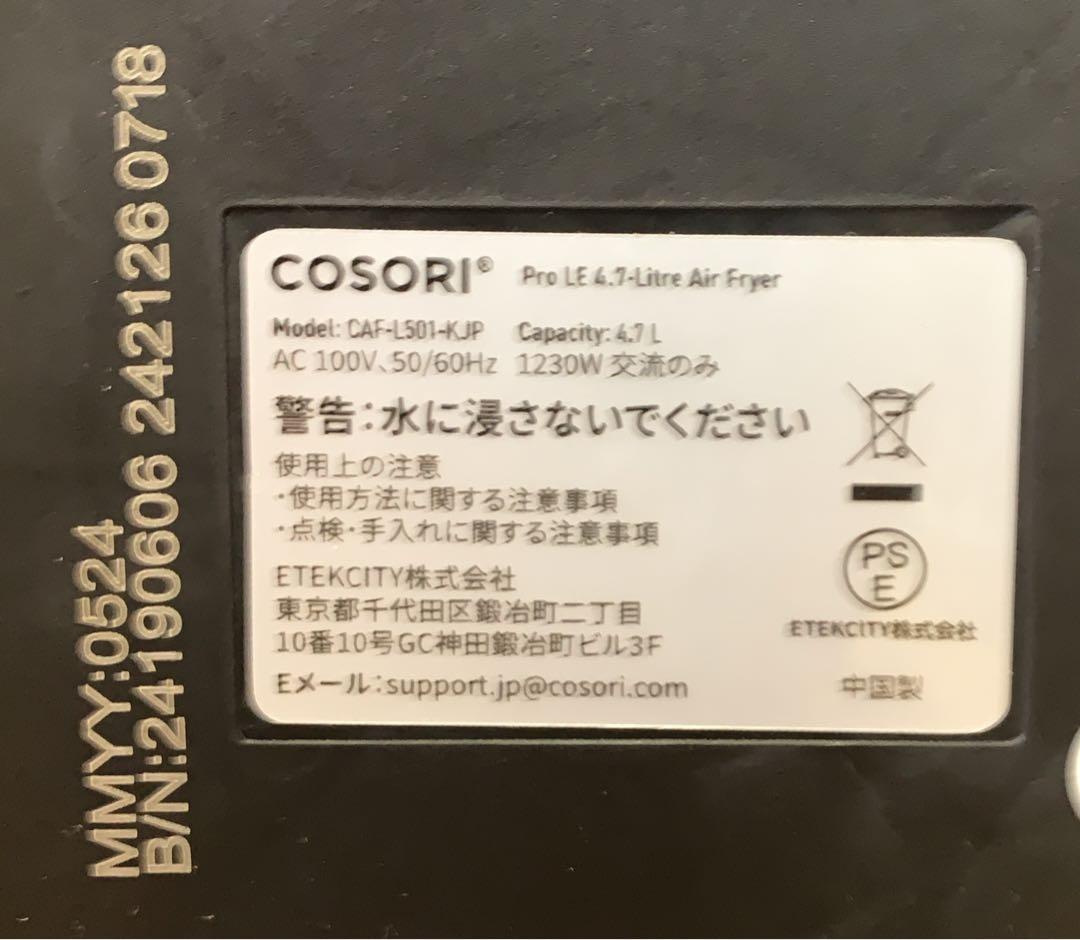 MMYY:0524
B/N:24190606 242126 0718
COSORI® Pro LE 4.7-Litre Air Fryer
Model: CAF-L501-KJP Capacity: 4.7 L
AC 100V、50/60Hz 1230W 交流のみ
警告:水に浸さないでください
使用上の注意
・使用方法に関する注意事項
・点検・手入れに関する注意事項
ETEKCITY株式会社
東京都千代田区鍛冶町二丁目
10番10号GC神田鍛冶町ビル3F
Eメール:support.jp@cosori.com
PS
E
ETEKCITY株式会社
中国製